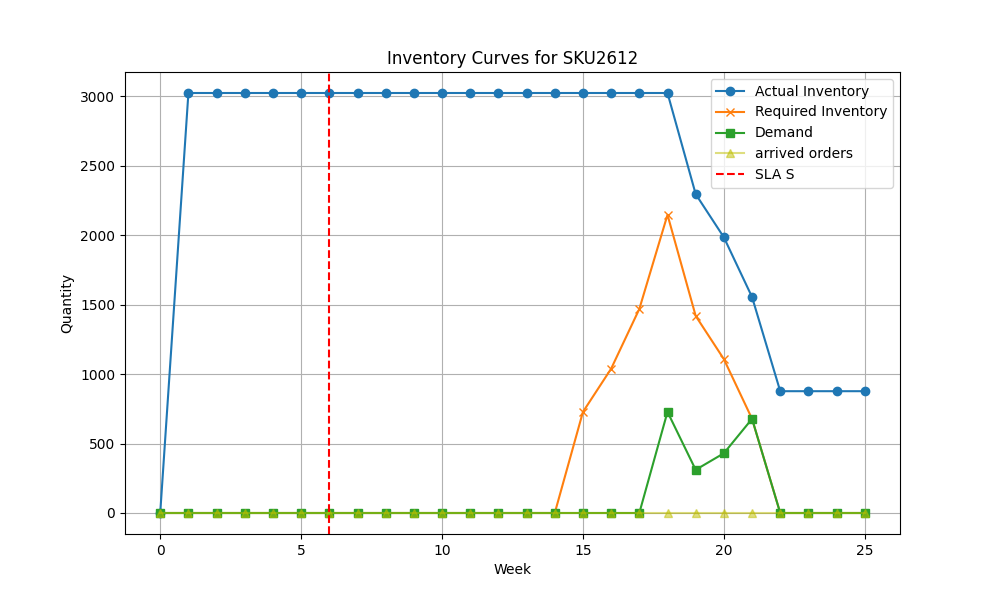 Inventory Curves for SKU2612
Actual Inventory
Required Inventory
Demand
arrived orders
SLA S
3000
2500
2000
1500
1000
500
0
Quantity
0 5 10 15 20 25
Week